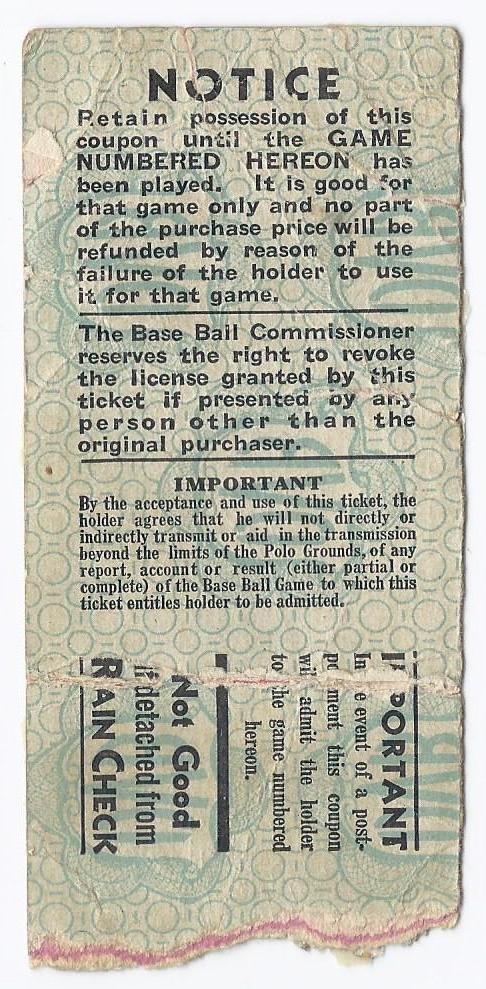 NOTICE
Retain possession of this
coupon until the GAME
NUMBERED HEREON has
been played. It is good for
that game only and no part
of the purchase price will be
refunded by reason of the
failure of the holder to use
it for that game.
The Base Ball Commissioner
reserves the right to revoke
the license granted by this
ticket if presented by any
person other than the
original purchaser.
IMPORTANT
By the acceptance and use of this ticket, the
holder agrees that he will not directly or
indirectly transmit or aid in the transmission
beyond the limits of the Polo Grounds, of any
report, account or result (either partial or
complete) of the Base Ball Game to which this
ticket entitles holder to be admitted.
IMPORTANT
In the event of a post-
ponement this coupon
will admit the holder
to the game numbered
hereon.
Not Good
if detached from
RAIN CHECK